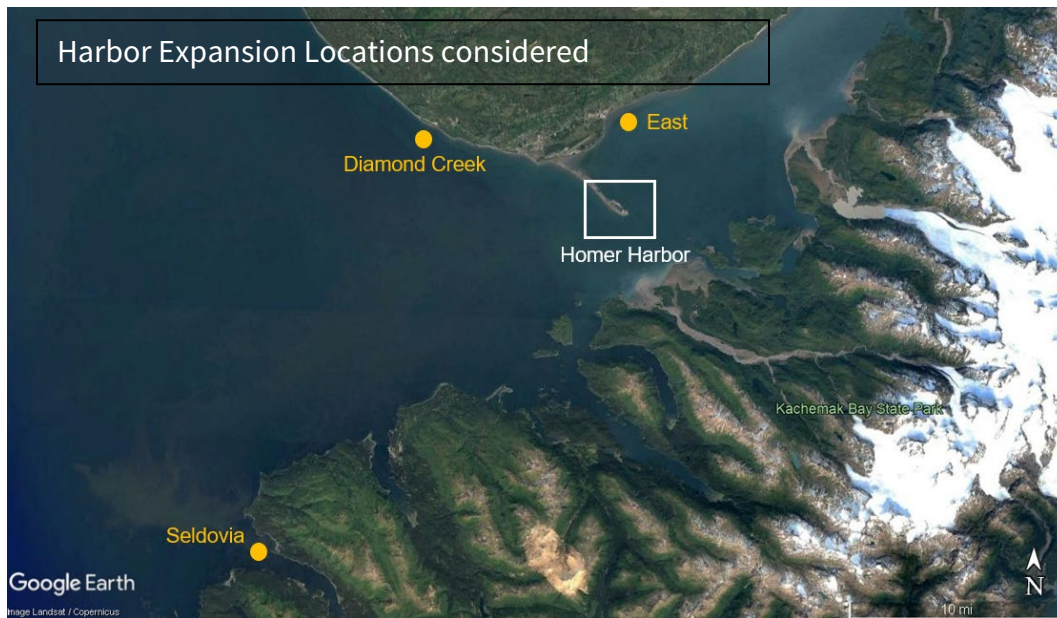 Harbor Expansion Locations considered
East
Diamond Creek
Homer Harbor
Kachemak Bay State Park
Seldovia
Google Earth
Image Landsat / Copernicus
N
10 mi